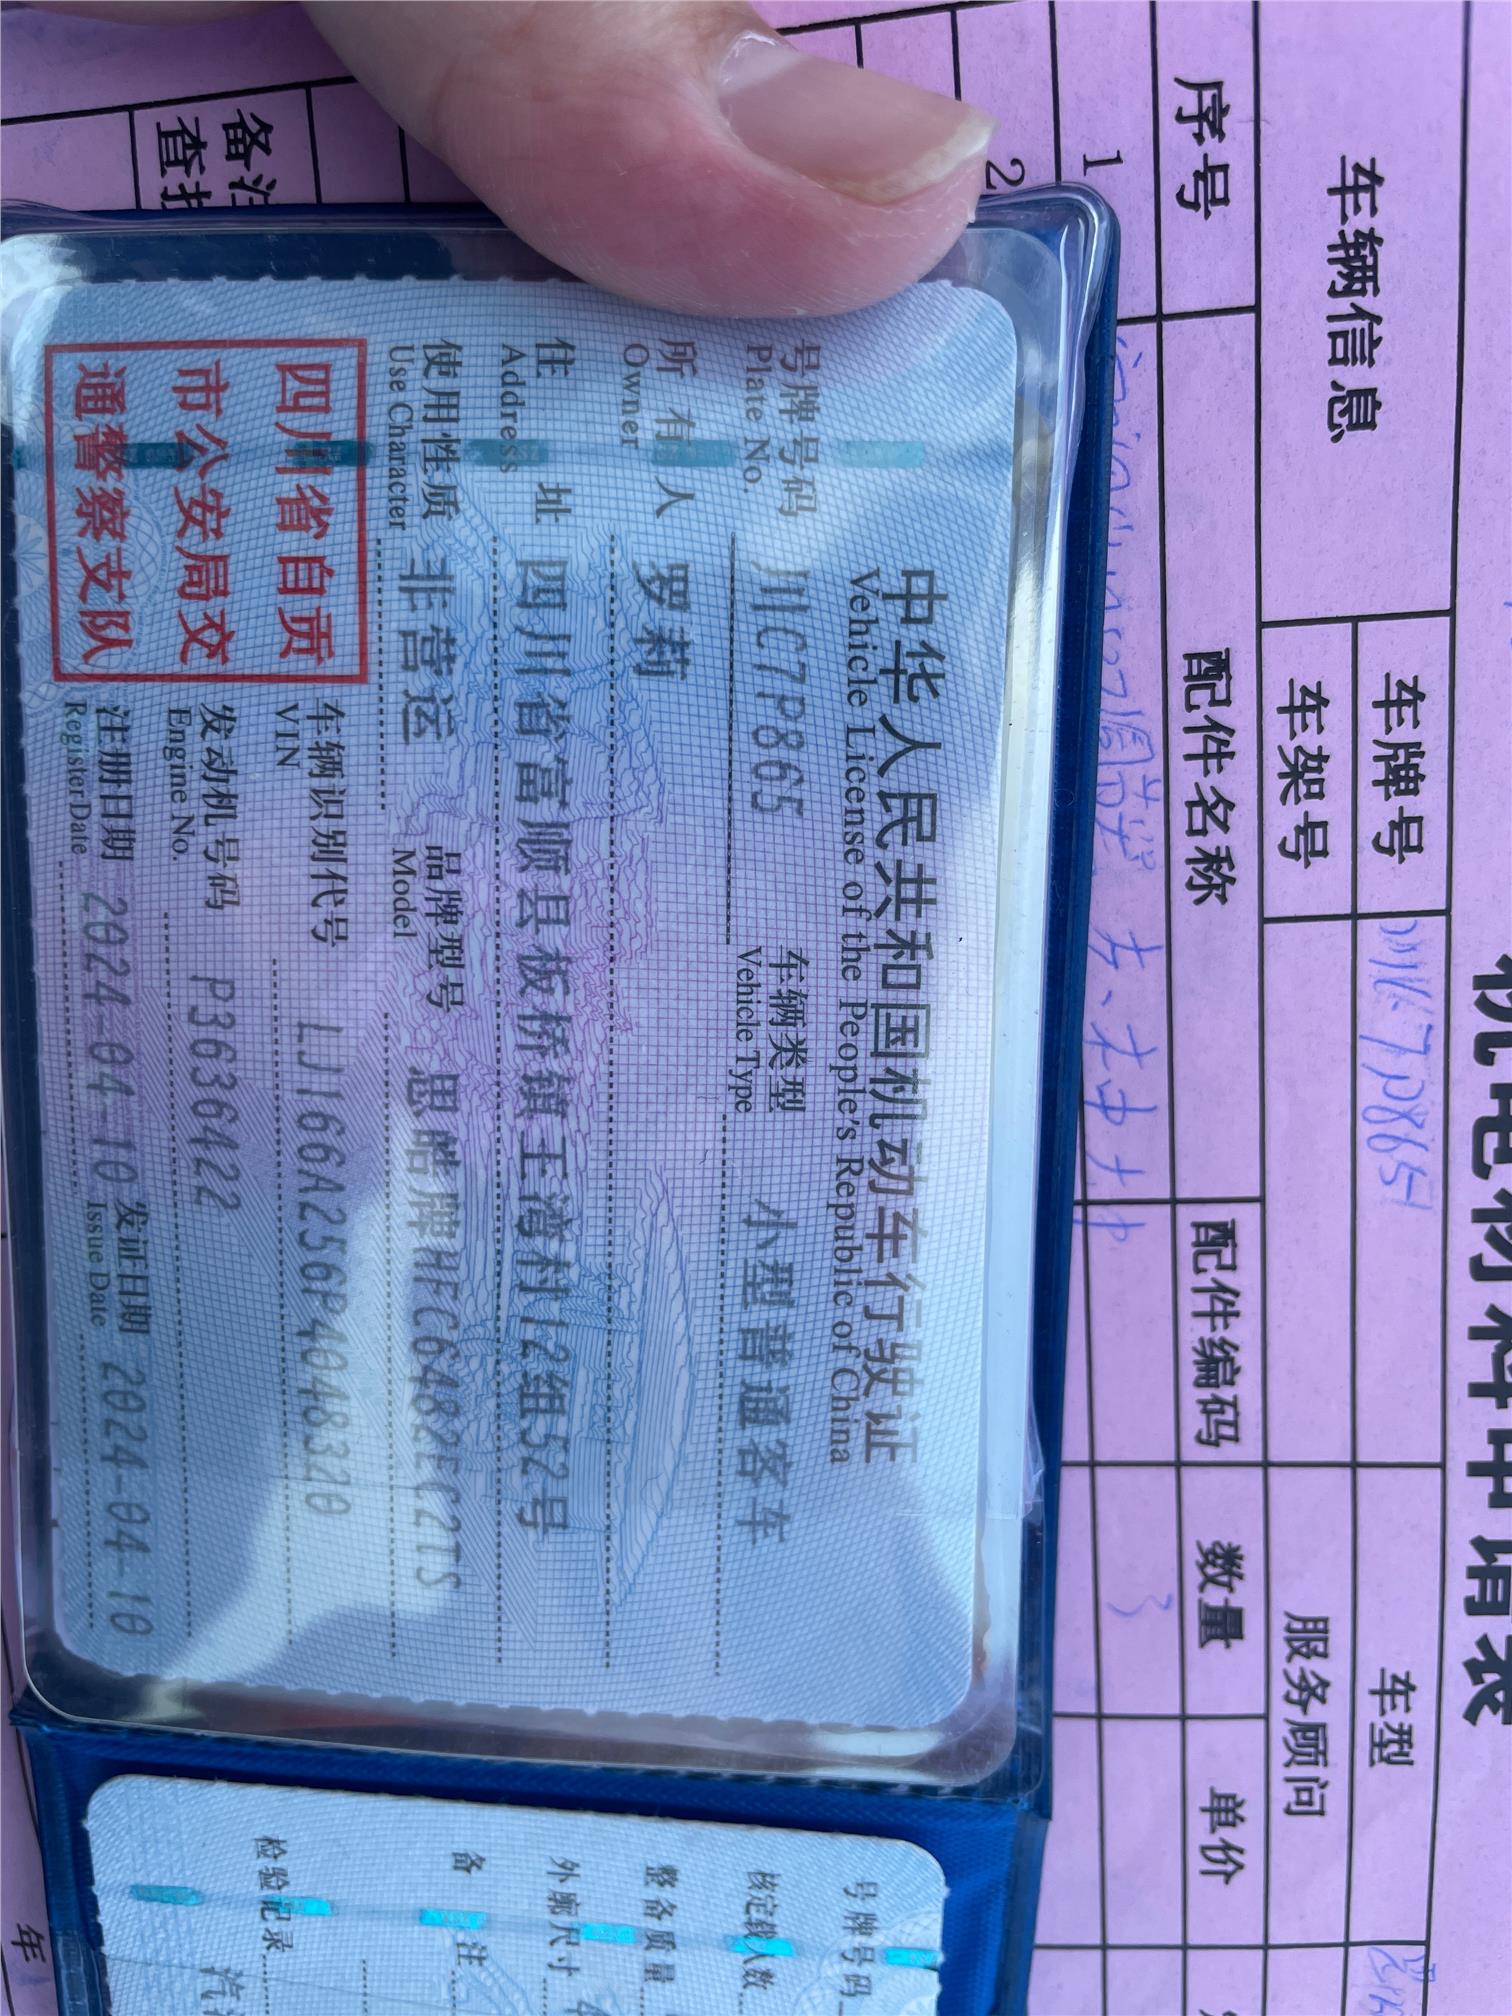 中华人民共和国机动车行驶证
Vehicle License of the People's Republic of China
号牌号码 川C7P865 车辆类型 小型普通客车
Plate No. Vehicle Type
所有人 罗莉
Owner
住址 四川省富顺县板桥镇王湾村12组52号
Address
使用性质 非营运 品牌型号 思皓牌HFC6482EC2TS
Use Character Model
四川省自贡
市公安局交
通警察支队
车辆识别代号 LJ166A256P4048320
VIN
发动机号码 P3636422
Engine No.
注册日期 2024-04-10 发证日期 2024-04-10
Register Date Issue Date
号牌号码
核定载人数
整备质量
外廓尺寸
备注
检验记录
车辆信息 车牌号 车型
车架号 服务顾问
序号 配件名称 配件编码 数量 单价
1 3
2
年